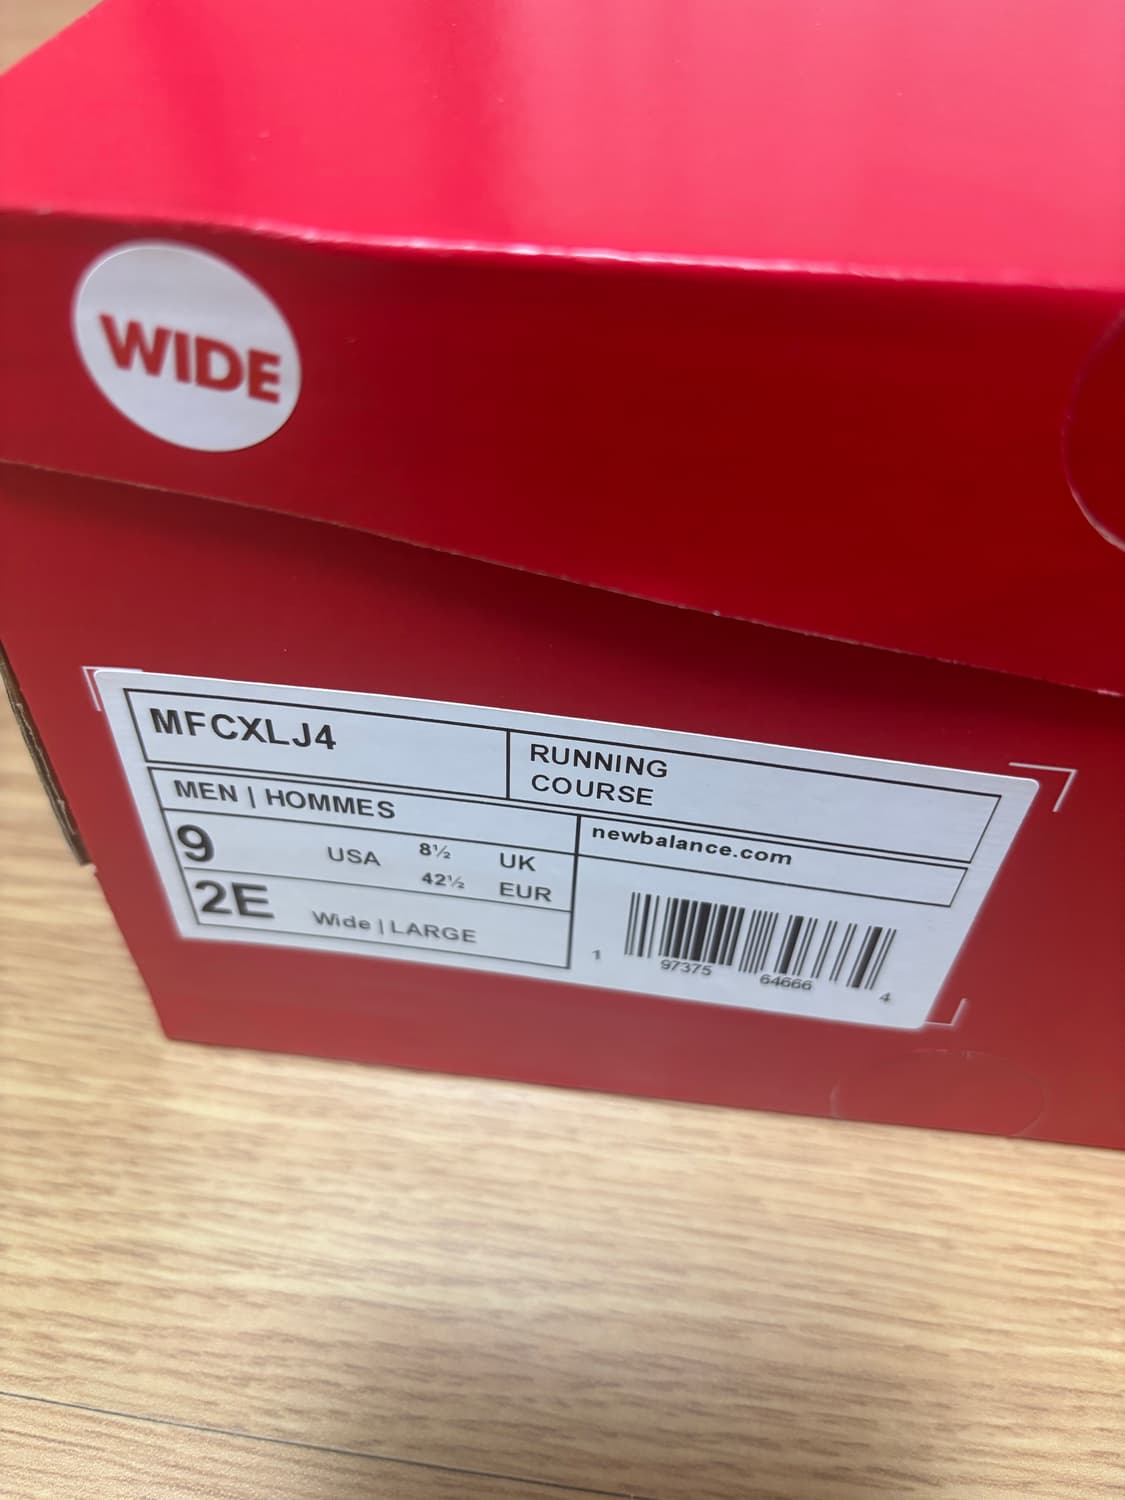 WIDE
MFCXLJ4
RUNNING
COURSE
MEN | HOMMES
newbalance.com
9 USA 8½ UK
42½ EUR
2E Wide | LARGE
1 97375 64666 4